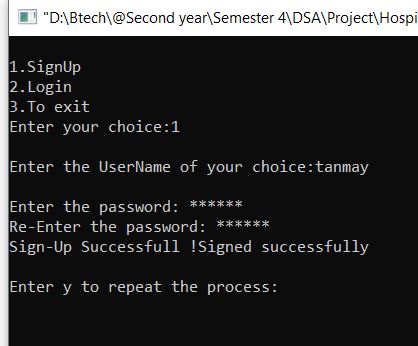 "D:\Btech\@Second year\Semester 4\DSA\Project\Hospi
1.SignUp
2.Login
3.To exit
Enter your choice:1
Enter the UserName of your choice:tanmay
Enter the password: ******
Re-Enter the password: ******
Sign-Up Successfull !Signed successfully
Enter y to repeat the process: